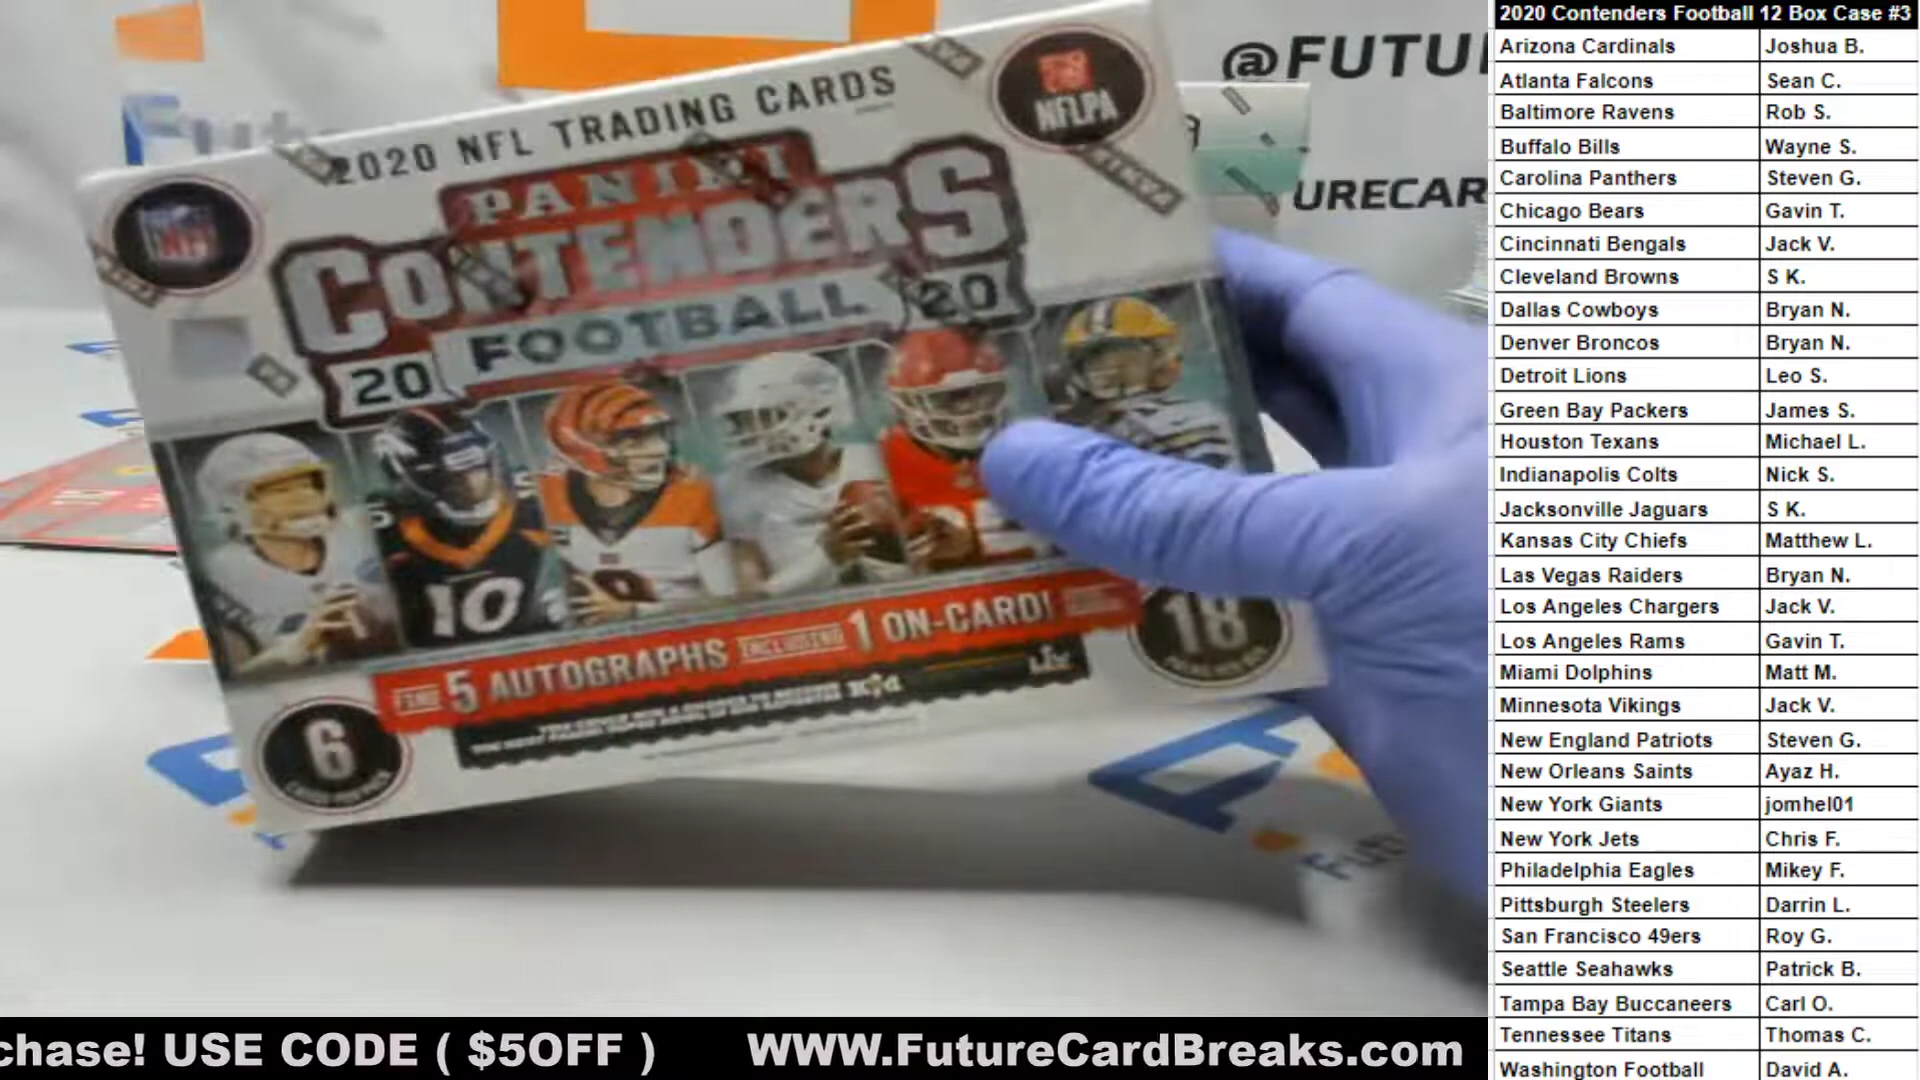 @FUTU
URECAR
2020 NFL TRADING CARDS
PANINI
CONTENDERS
FOOTBALL
20
20
NFL
NFLPA
10
9
FIND 5 AUTOGRAPHS INCLUDING 1 ON-CARD!
6
18
chase! USE CODE ( $5OFF )
WWW.FutureCardBreaks.com
2020 Contenders Football 12 Box Case #3
Arizona Cardinals Joshua B.
Atlanta Falcons Sean C.
Baltimore Ravens Rob S.
Buffalo Bills Wayne S.
Carolina Panthers Steven G.
Chicago Bears Gavin T.
Cincinnati Bengals Jack V.
Cleveland Browns S K.
Dallas Cowboys Bryan N.
Denver Broncos Bryan N.
Detroit Lions Leo S.
Green Bay Packers James S.
Houston Texans Michael L.
Indianapolis Colts Nick S.
Jacksonville Jaguars S K.
Kansas City Chiefs Matthew L.
Las Vegas Raiders Bryan N.
Los Angeles Chargers Jack V.
Los Angeles Rams Gavin T.
Miami Dolphins Matt M.
Minnesota Vikings Jack V.
New England Patriots Steven G.
New Orleans Saints Ayaz H.
New York Giants jomhel01
New York Jets Chris F.
Philadelphia Eagles Mikey F.
Pittsburgh Steelers Darrin L.
San Francisco 49ers Roy G.
Seattle Seahawks Patrick B.
Tampa Bay Buccaneers Carl O.
Tennessee Titans Thomas C.
Washington Football David A.